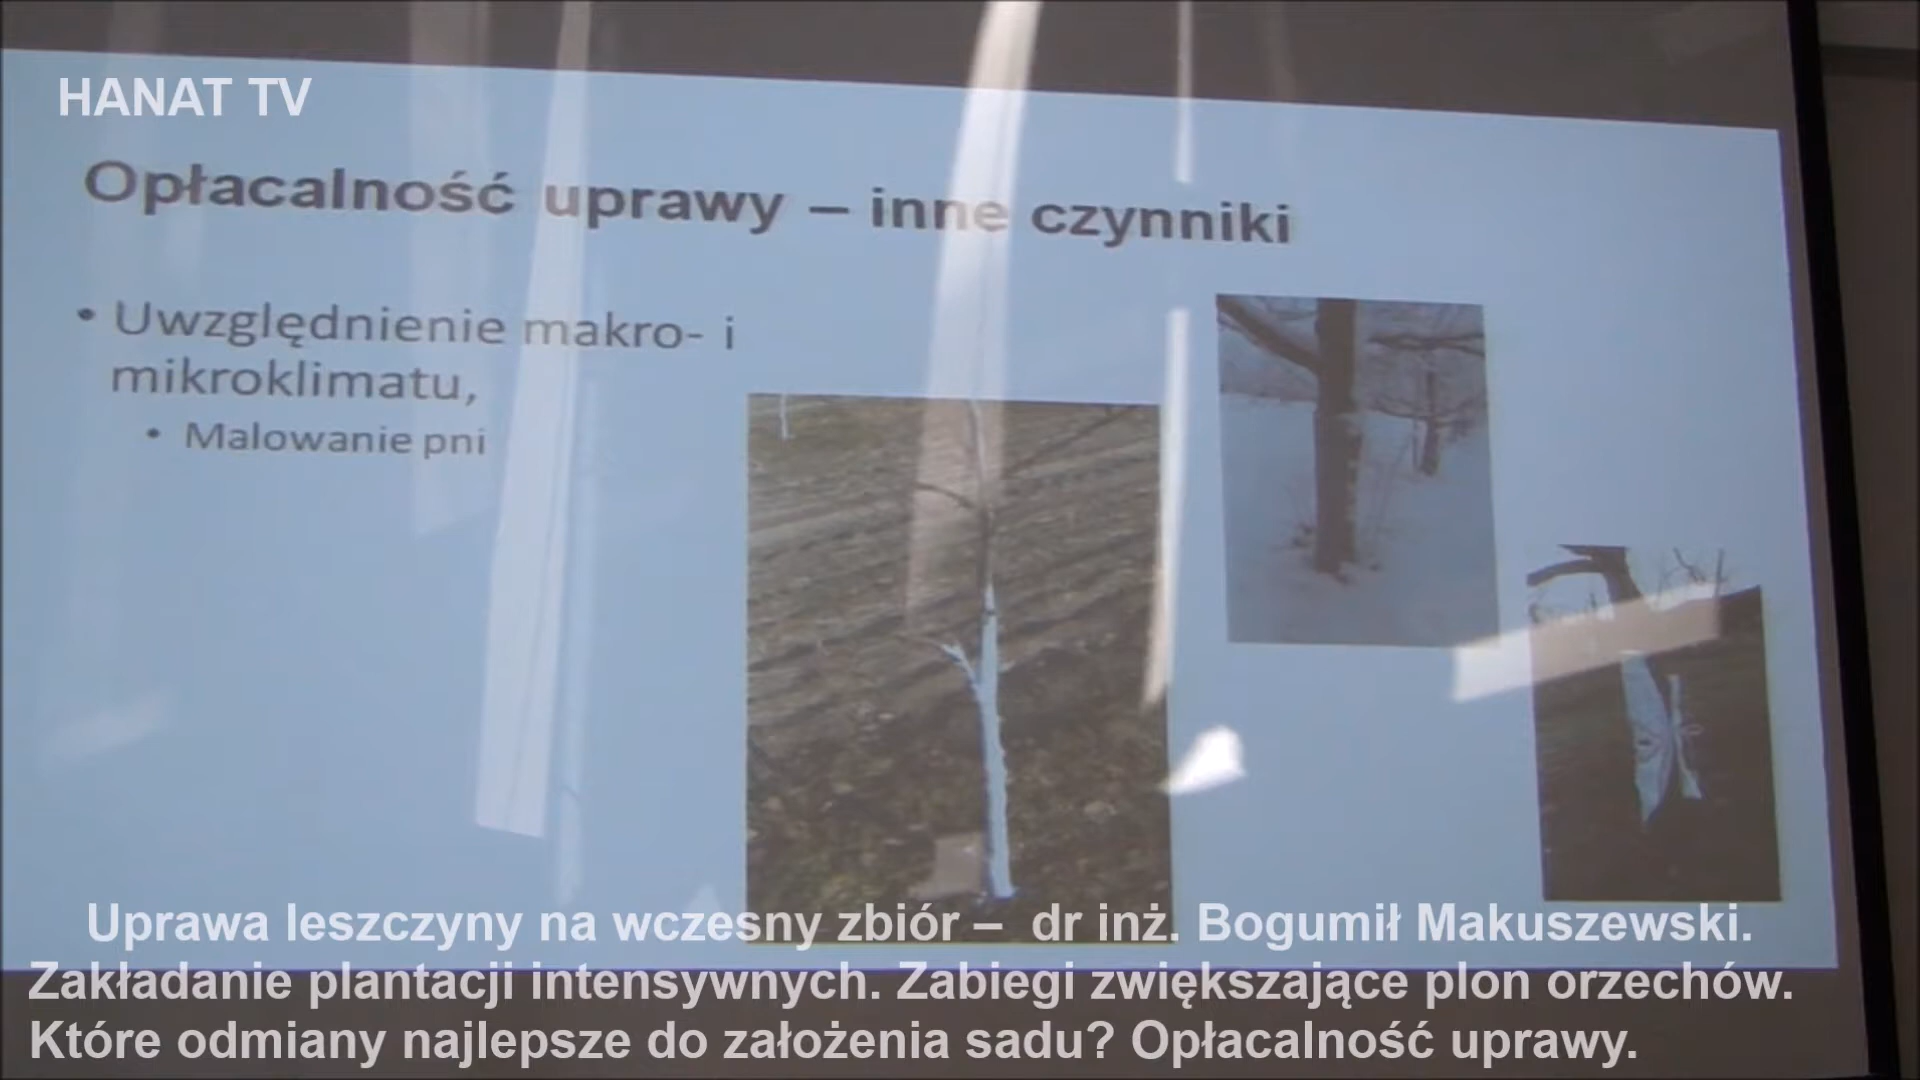 HANAT TV
Opłacalność uprawy – inne czynniki
• Uwzględnienie makro- i
mikroklimatu,
• Malowanie pni
Uprawa leszczyny na wczesny zbiór – dr inż. Bogumił Makuszewski.
Zakładanie plantacji intensywnych. Zabiegi zwiększające plon orzechów.
Które odmiany najlepsze do założenia sadu? Opłacalność uprawy.